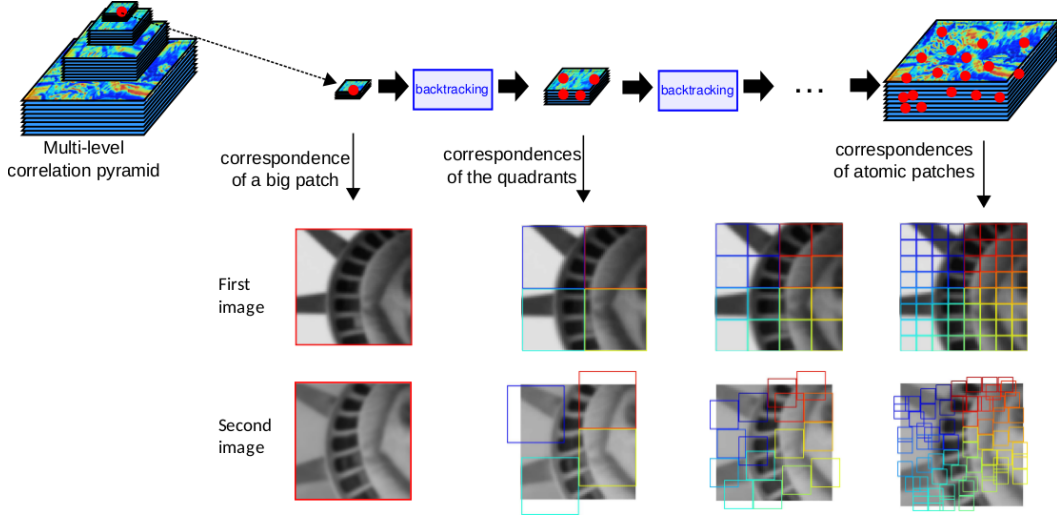 backtracking
backtracking
...
Multi-level
correlation pyramid
correspondence
of a big patch
correspondences
of the quadrants
correspondences
of atomic patches
First
image
Second
image